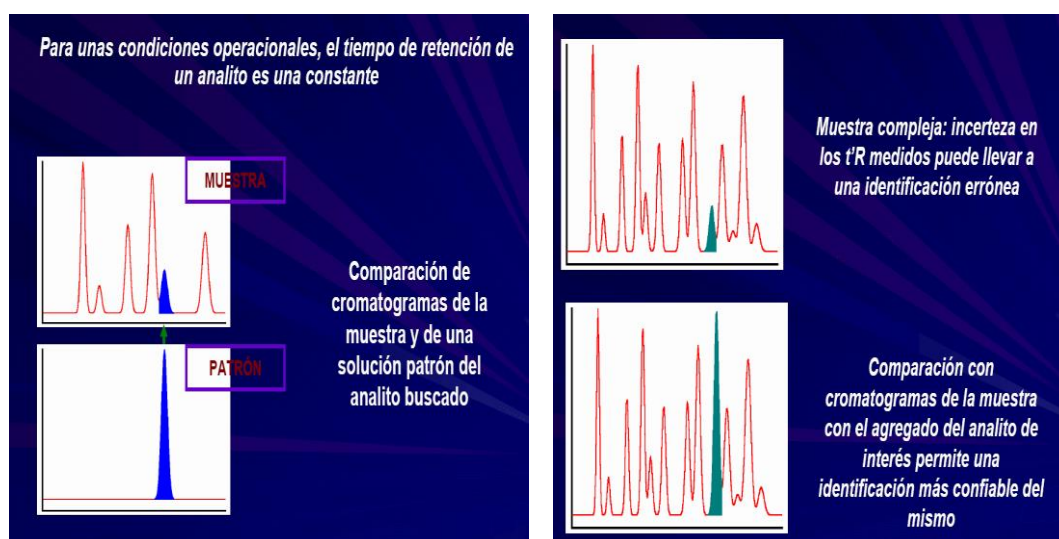 Para unas condiciones operacionales, el tiempo de retención de
un analito es una constante
MUESTRA
Comparación de
cromatogramas de la
muestra y de una
solución patrón del
analito buscado
PATRÓN
Muestra compleja: incerteza en
los t'R medidos puede llevar a
una identificación errónea
Comparación con
cromatogramas de la muestra
con el agregado del analito de
interés permite una
identificación más confiable del
mismo